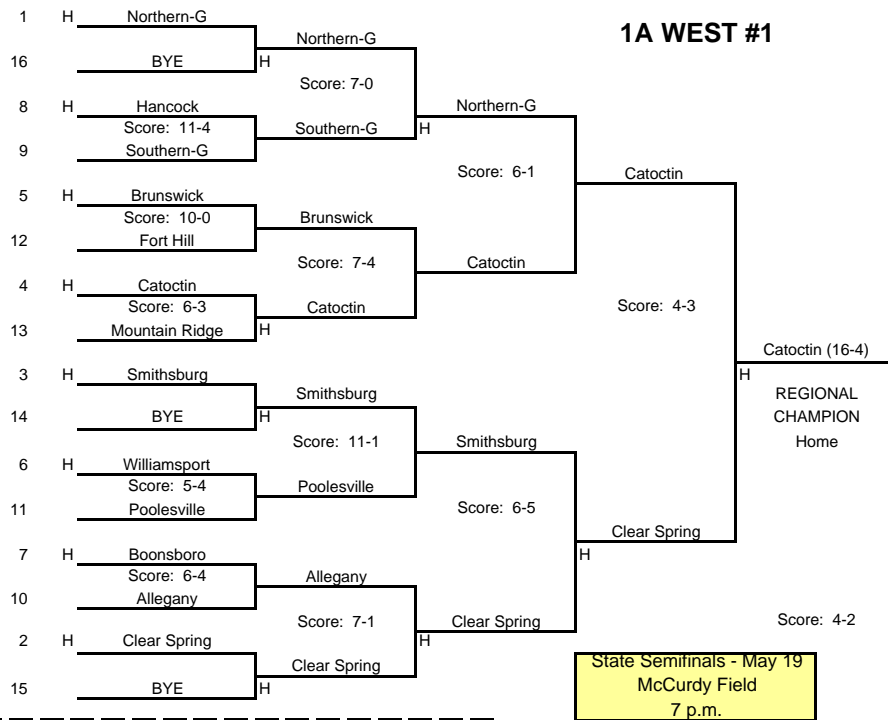 1A WEST #1
1 H Northern-G
16 BYE
8 H Hancock
Score: 11-4
9 Southern-G
5 H Brunswick
Score: 10-0
12 Fort Hill
4 H Catoctin
Score: 6-3
13 Mountain Ridge
3 H Smithsburg
14 BYE
6 H Williamsport
Score: 5-4
11 Poolesville
7 H Boonsboro
Score: 6-4
10 Allegany
2 H Clear Spring
15 BYE
Northern-G
H
Score: 7-0
Southern-G
Brunswick
Score: 7-4
Catoctin
H
Smithsburg
H
Score: 11-1
Poolesville
Allegany
Score: 7-1
Clear Spring
H
Northern-G
H
Score: 6-1
Catoctin
Smithsburg
Score: 6-5
Clear Spring
H
Catoctin
Score: 4-3
Clear Spring
H
Catoctin (16-4)
H
REGIONAL
CHAMPION
Home
Score: 4-2
State Semifinals - May 19
McCurdy Field
7 p.m.